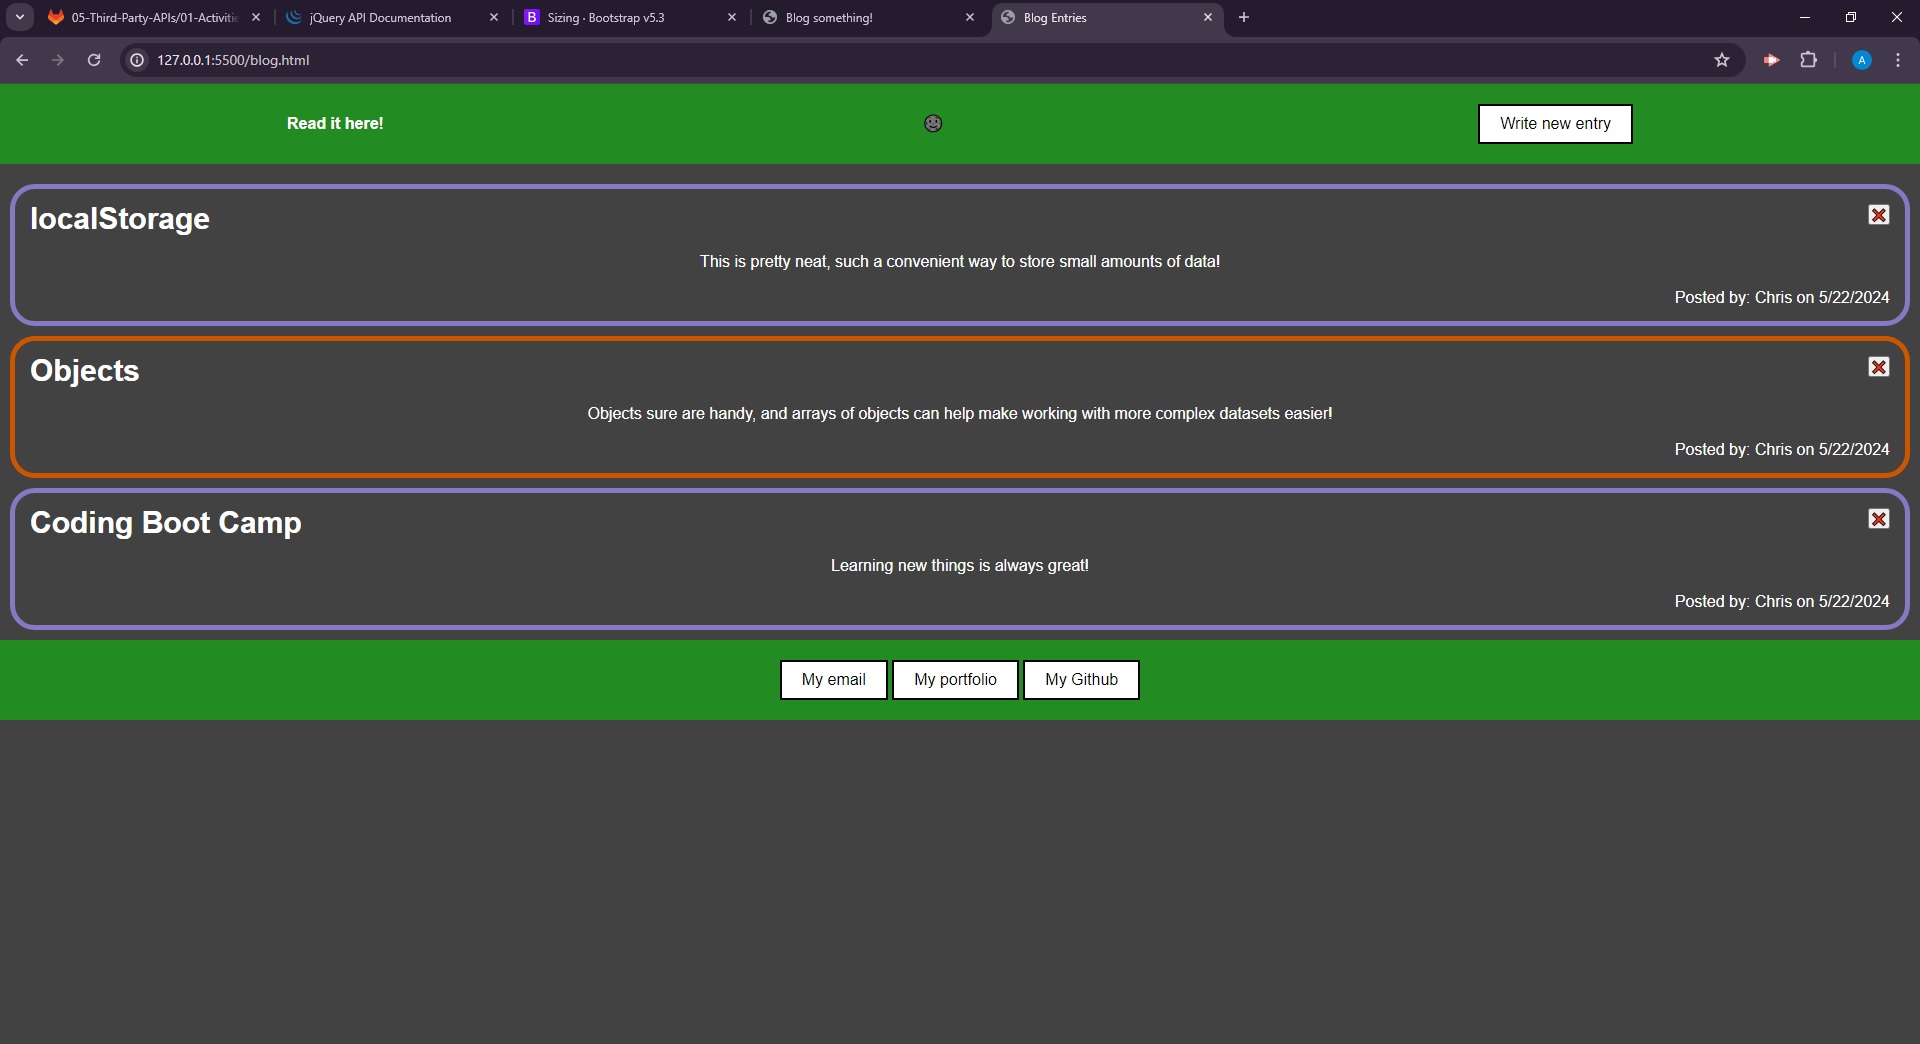 05-Third-Party-APIs/01-Activitie
jQuery API Documentation
B Sizing · Bootstrap v5.3
Blog something!
Blog Entries
127.0.0.1:5500/blog.html
A
Read it here!
Write new entry
localStorage
This is pretty neat, such a convenient way to store small amounts of data!
Posted by: Chris on 5/22/2024
Objects
Objects sure are handy, and arrays of objects can help make working with more complex datasets easier!
Posted by: Chris on 5/22/2024
Coding Boot Camp
Learning new things is always great!
Posted by: Chris on 5/22/2024
My email
My portfolio
My Github